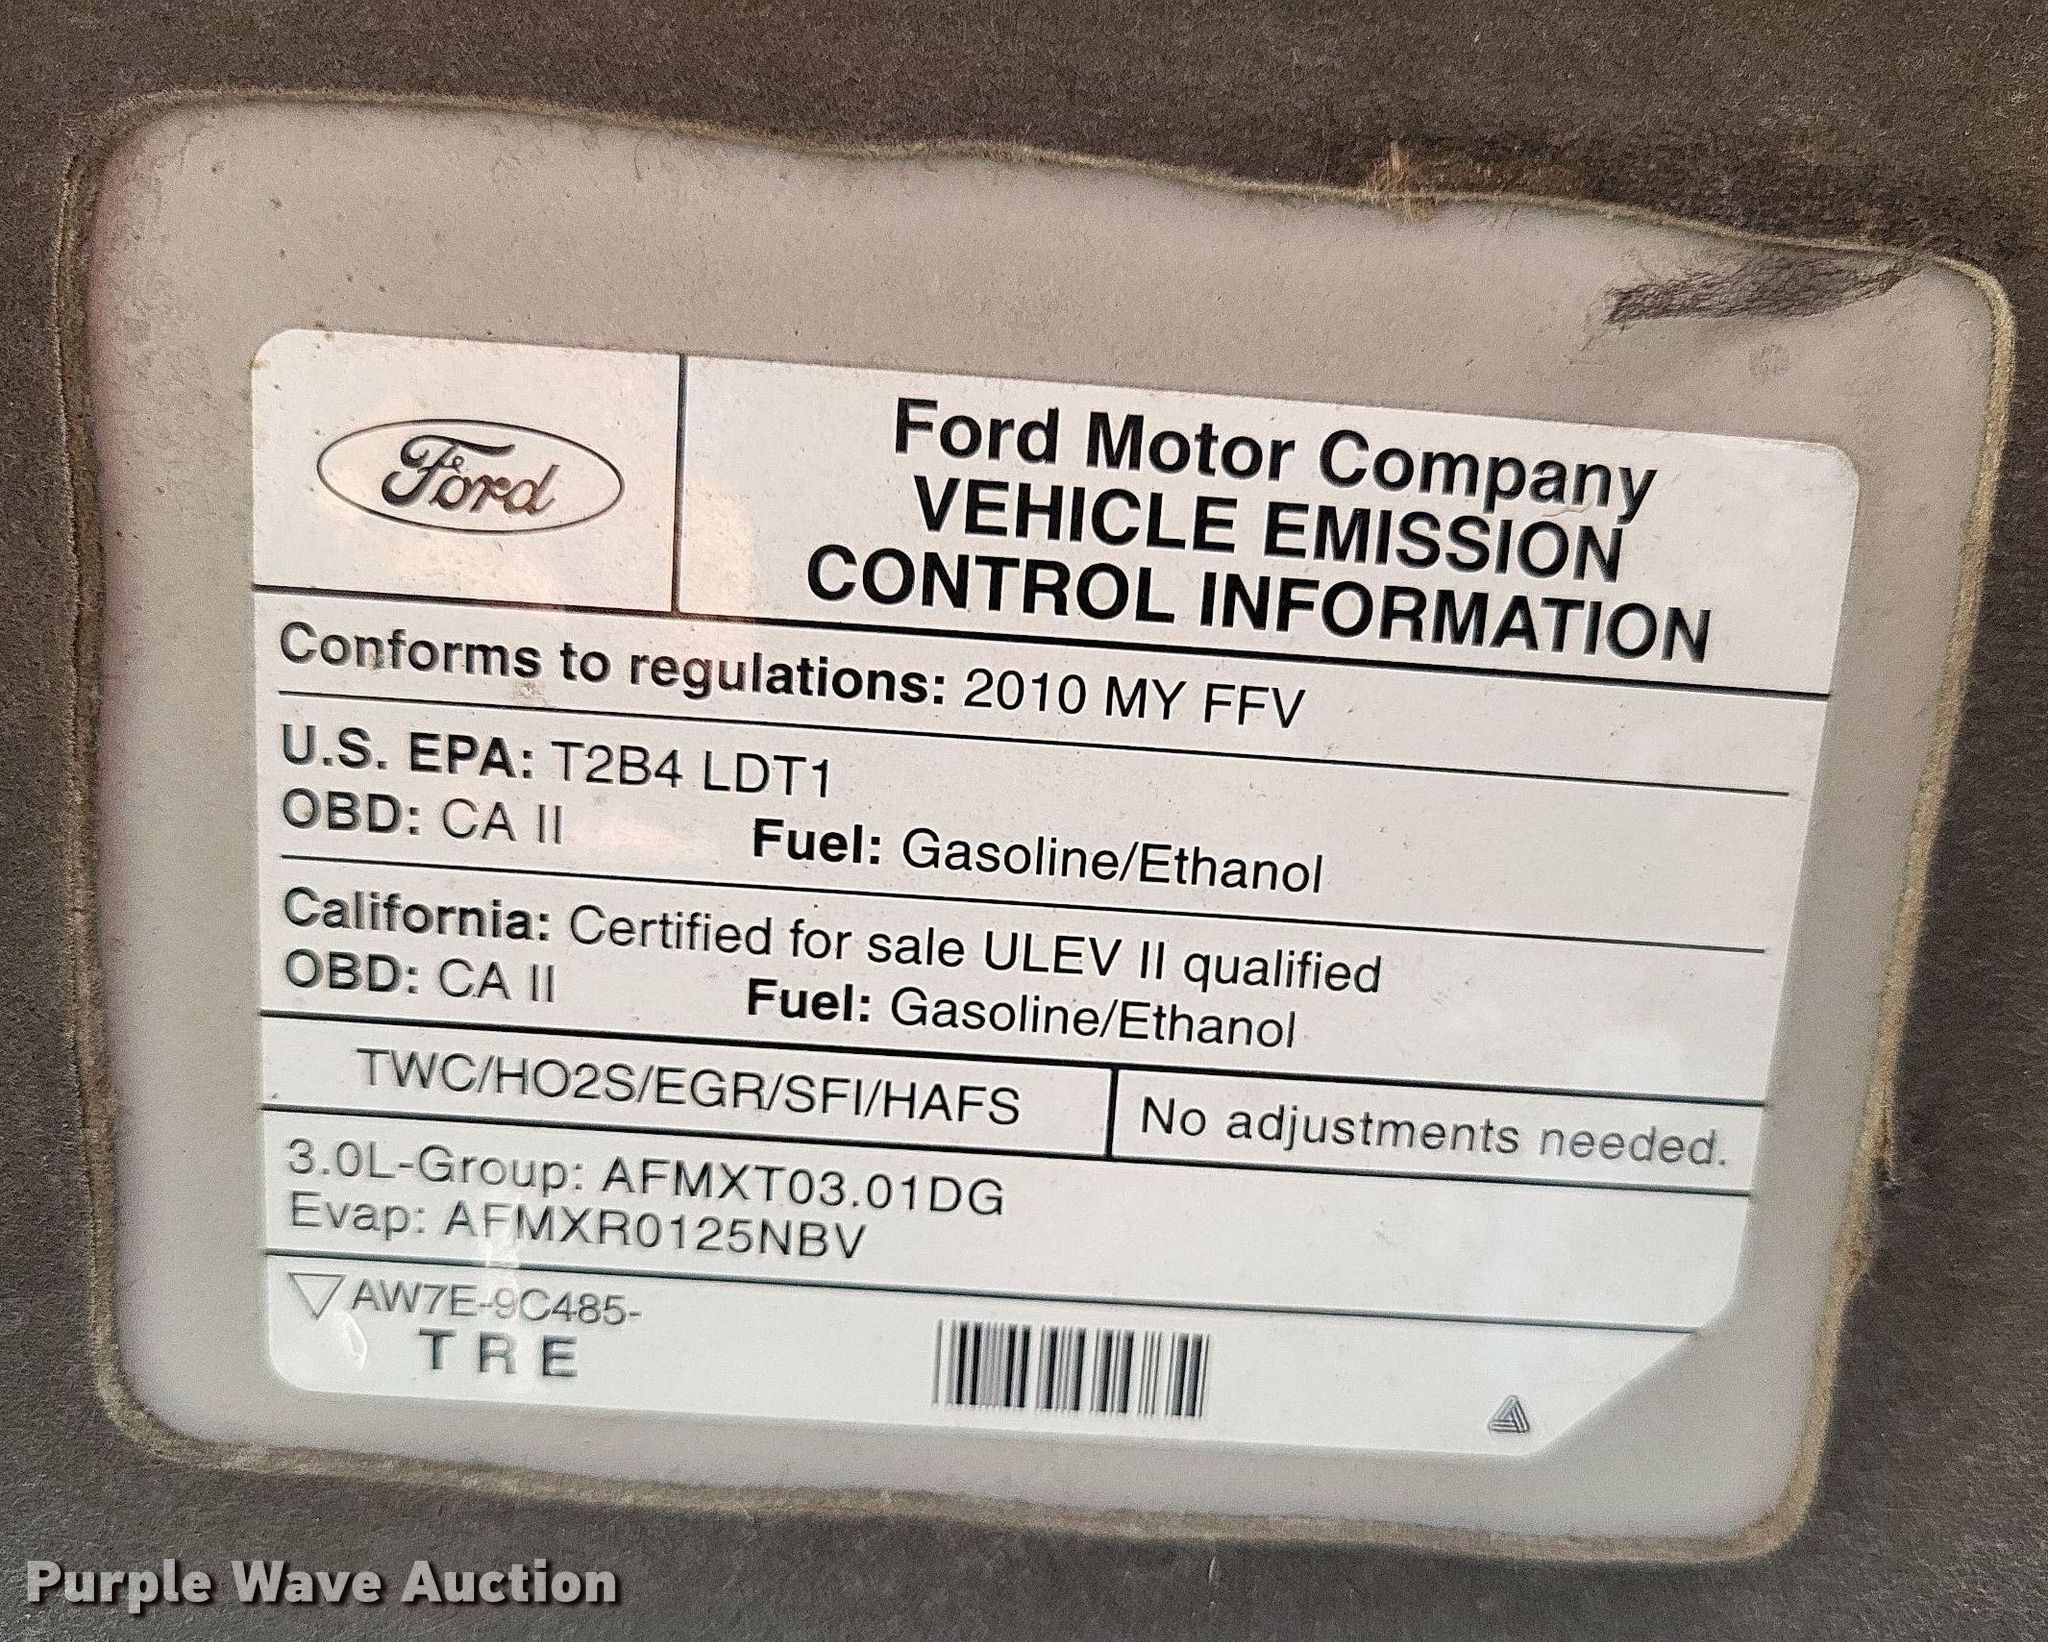 Ford
Ford Motor Company
VEHICLE EMISSION
CONTROL INFORMATION
Conforms to regulations: 2010 MY FFV
U.S. EPA: T2B4 LDT1
OBD: CA II Fuel: Gasoline/Ethanol
California: Certified for sale ULEV II qualified
OBD: CA II Fuel: Gasoline/Ethanol
TWC/HO2S/EGR/SFI/HAFS No adjustments needed.
3.0L-Group: AFMXT03.01DG
Evap: AFMXR0125NBV
AW7E-9C485-
T R E
Purple Wave Auction